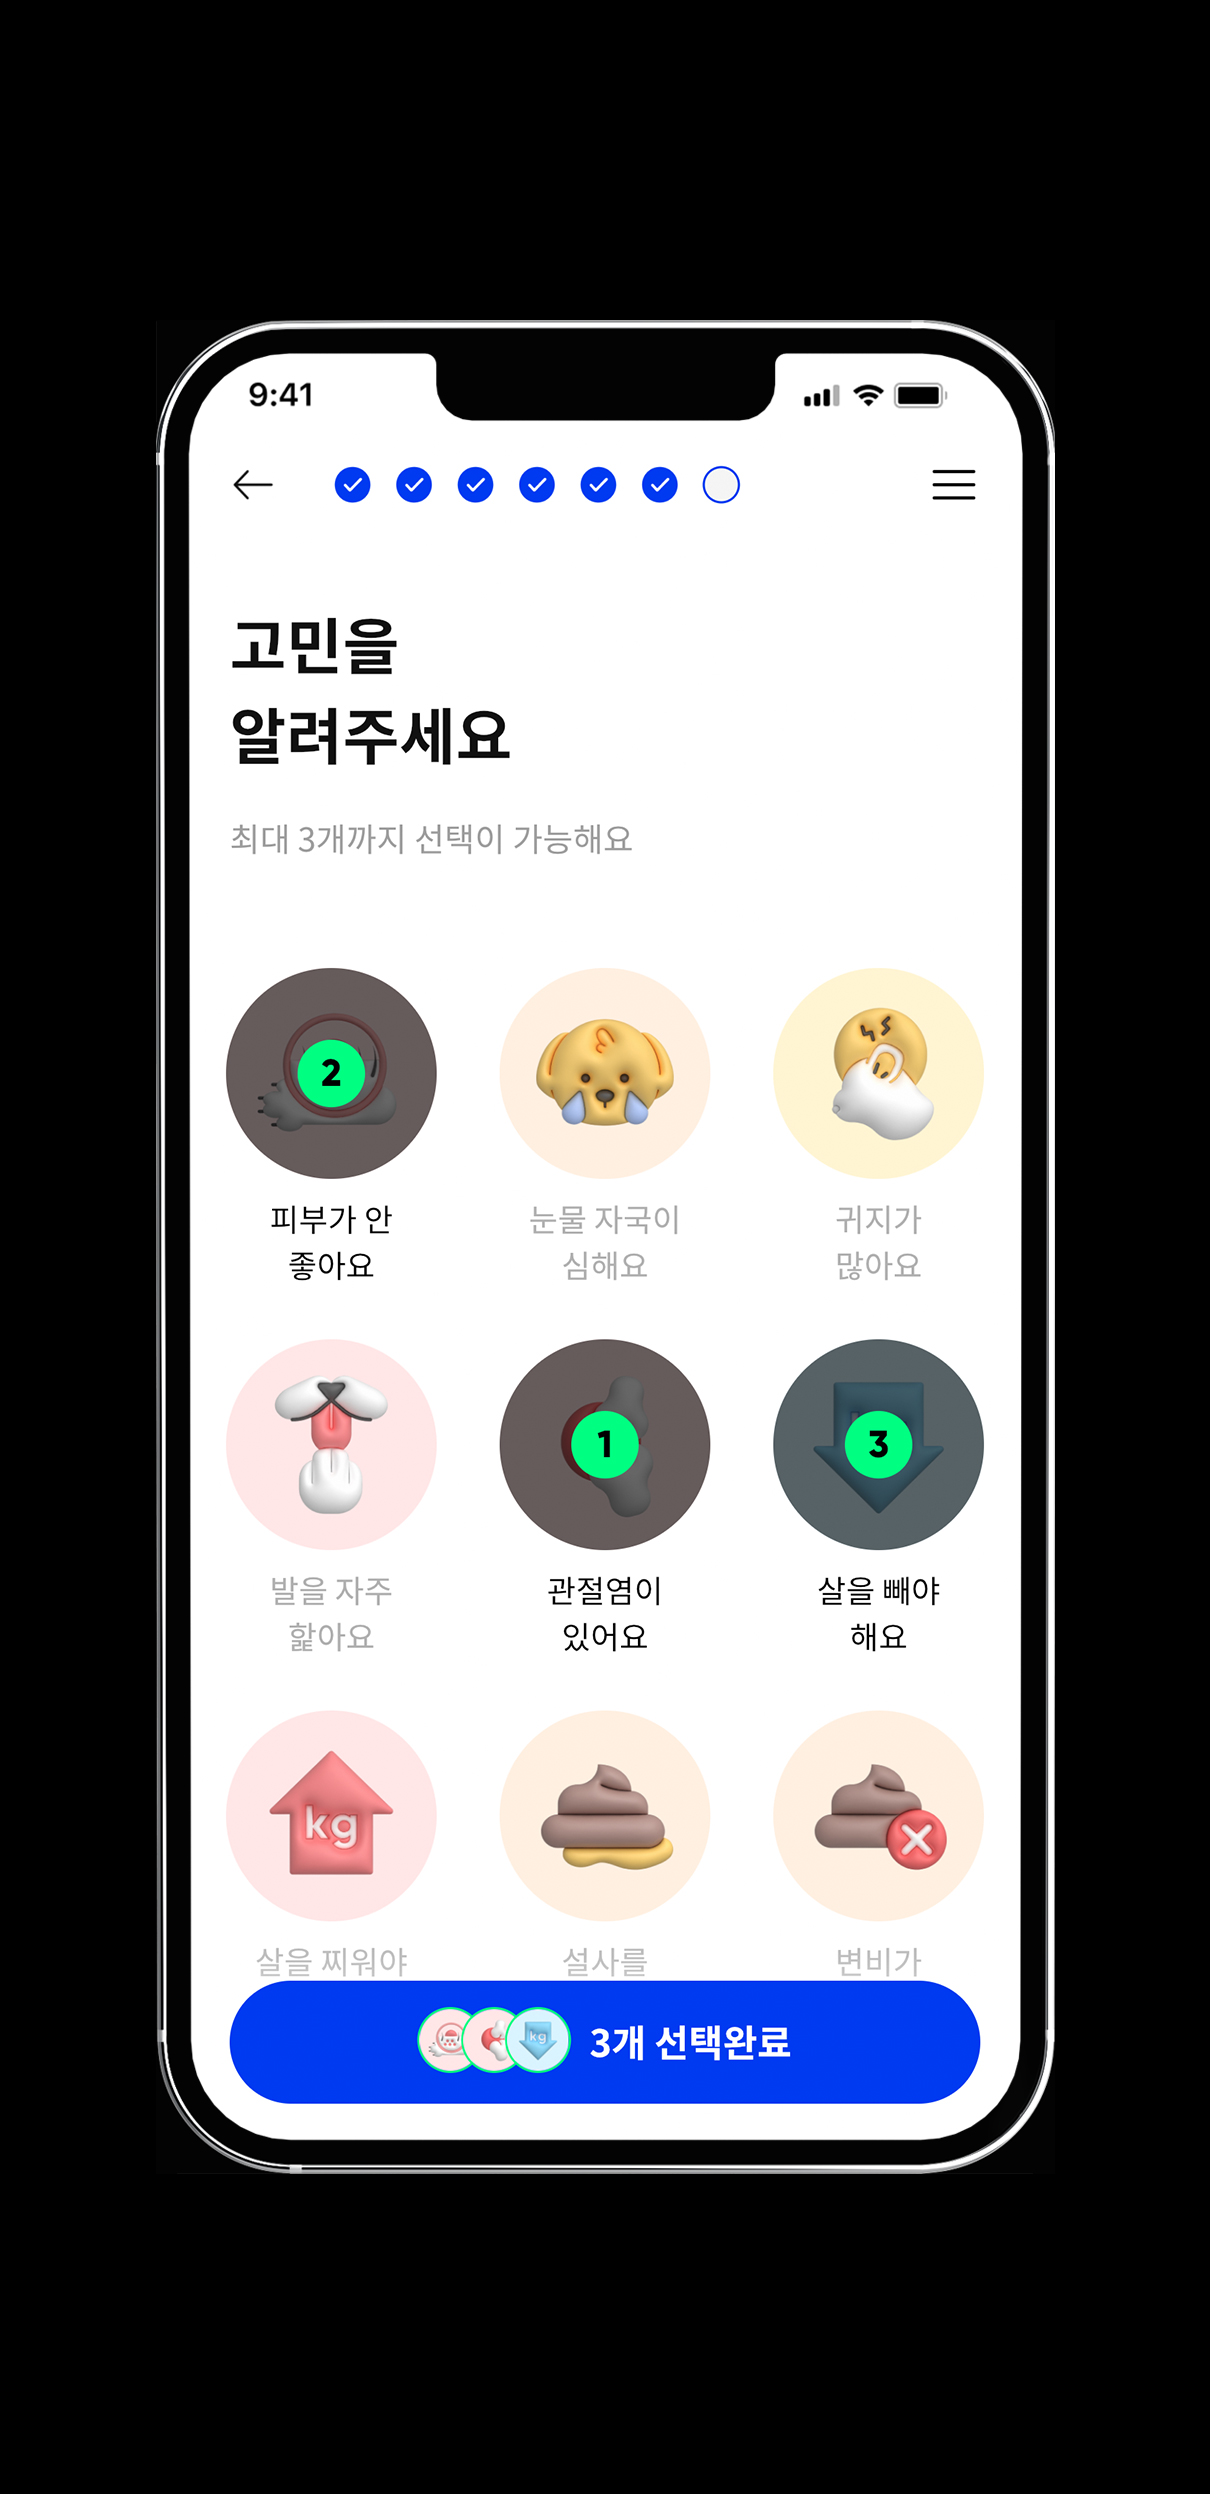 9:41
고민을
알려주세요
최대 3개까지 선택이 가능해요
2
피부가 안
좋아요
눈물 자국이
심해요
귀지가
많아요
발을 자주
핥아요
1
관절염이
있어요
3
살을 빼야
해요
kg
살을 찌워야
설사를
변비가
kg
3개 선택완료